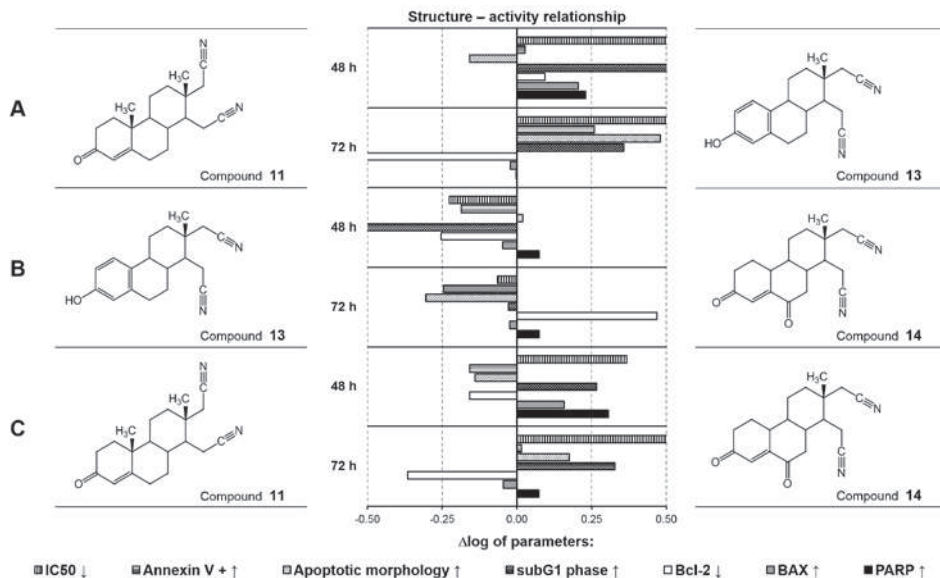 Structure – activity relationship
A
N
H₃C
H₃C
N
O
Compound 11
48 h
72 h
H₃C
N
HO
N
Compound 13
B
H₃C
N
HO
N
Compound 13
48 h
72 h
H₃C
N
O
O
N
Compound 14
C
N
H₃C
H₃C
N
O
Compound 11
48 h
72 h
H₃C
N
O
O
N
Compound 14
-0.50 -0.25 0.00 0.25 0.50
Δlog of parameters:
IC50 ↓ Annexin V + ↑ Apoptotic morphology ↑ subG1 phase ↑ Bcl-2 ↓ BAX ↑ PARP ↑